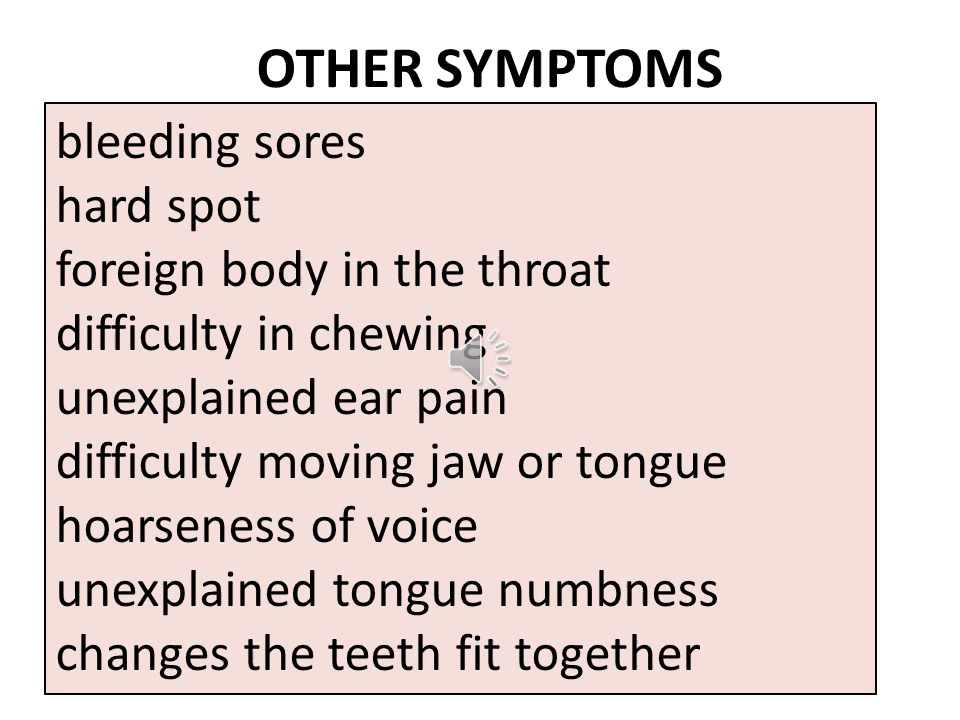 OTHER SYMPTOMS
bleeding sores
hard spot
foreign body in the throat
difficulty in chewing
unexplained ear pain
difficulty moving jaw or tongue
hoarseness of voice
unexplained tongue numbness
changes the teeth fit together